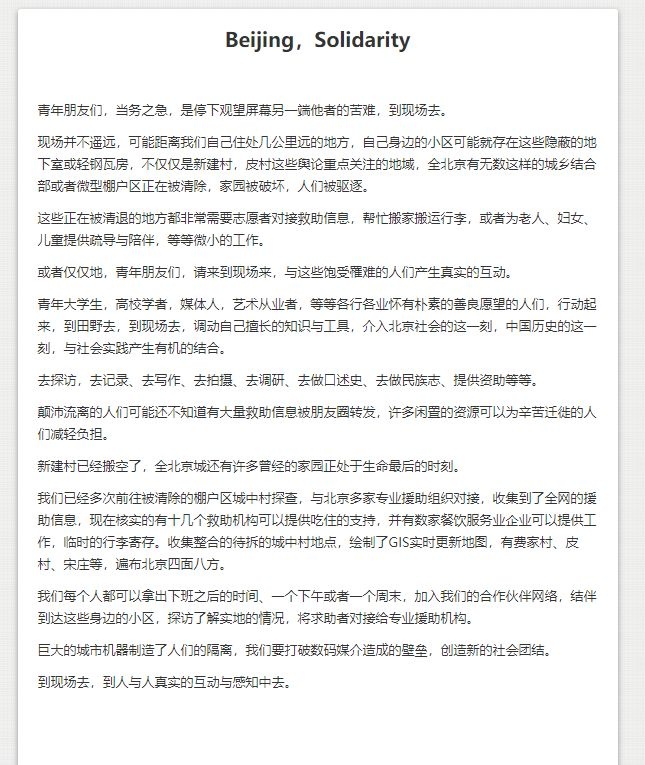 Beijing，Solidarity
青年朋友们，当务之急，是停下观望屏幕另一端他者的苦难，到现场去。
现场并不遥远，可能距离我们自己住处几公里远的地方，自己身边的小区可能就存在这些隐蔽的地
下室或轻钢瓦房，不仅仅是新建村，皮村这些舆论重点关注的地域，全北京有无数这样的城乡结合
部或者微型棚户区正在被清除，家园被破坏，人们被驱逐。
这些正在被清退的地方都非常需要志愿者对接救助信息，帮忙搬家搬运行李，或者为老人、妇女、
儿童提供疏导与陪伴，等等微小的工作。
或者仅仅地，青年朋友们，请来到现场来，与这些饱受罹难的人们产生真实的互动。
青年大学生，高校学者，媒体人，艺术从业者，等等各行各业怀有朴素的善良愿望的人们，行动起
来，到田野去，到现场去，调动自己擅长的知识与工具，介入北京社会的这一刻，中国历史的这一
刻，与社会实践产生有机的结合。
去探访，去记录、去写作、去拍摄、去调研、去做口述史、去做民族志、提供资助等等。
颠沛流离的人们可能还不知道有大量救助信息被朋友圈转发，许多闲置的资源可以为辛苦迁徙的人
们减轻负担。
新建村已经搬空了，全北京城还有许多曾经的家园正处于生命最后的时刻。
我们已经多次前往被清除的棚户区城中村探查，与北京多家专业援助组织对接，收集到了全网的援
助信息，现在核实的有十几个救助机构可以提供吃住的支持，并有数家餐饮服务业企业可以提供工
作，临时的行李寄存。收集整合的待拆的城中村地点，绘制了GIS实时更新地图，有费家村、皮
村、宋庄等，遍布北京四面八方。
我们每个人都可以拿出下班之后的时间、一个下午或者一个周末，加入我们的合作伙伴网络，结伴
到达这些身边的小区，探访了解实地的情况，将求助者对接给专业援助机构。
巨大的城市机器制造了人们的隔离，我们要打破数码媒介造成的壁垒，创造新的社会团结。
到现场去，到人与人真实的互动与感知中去。